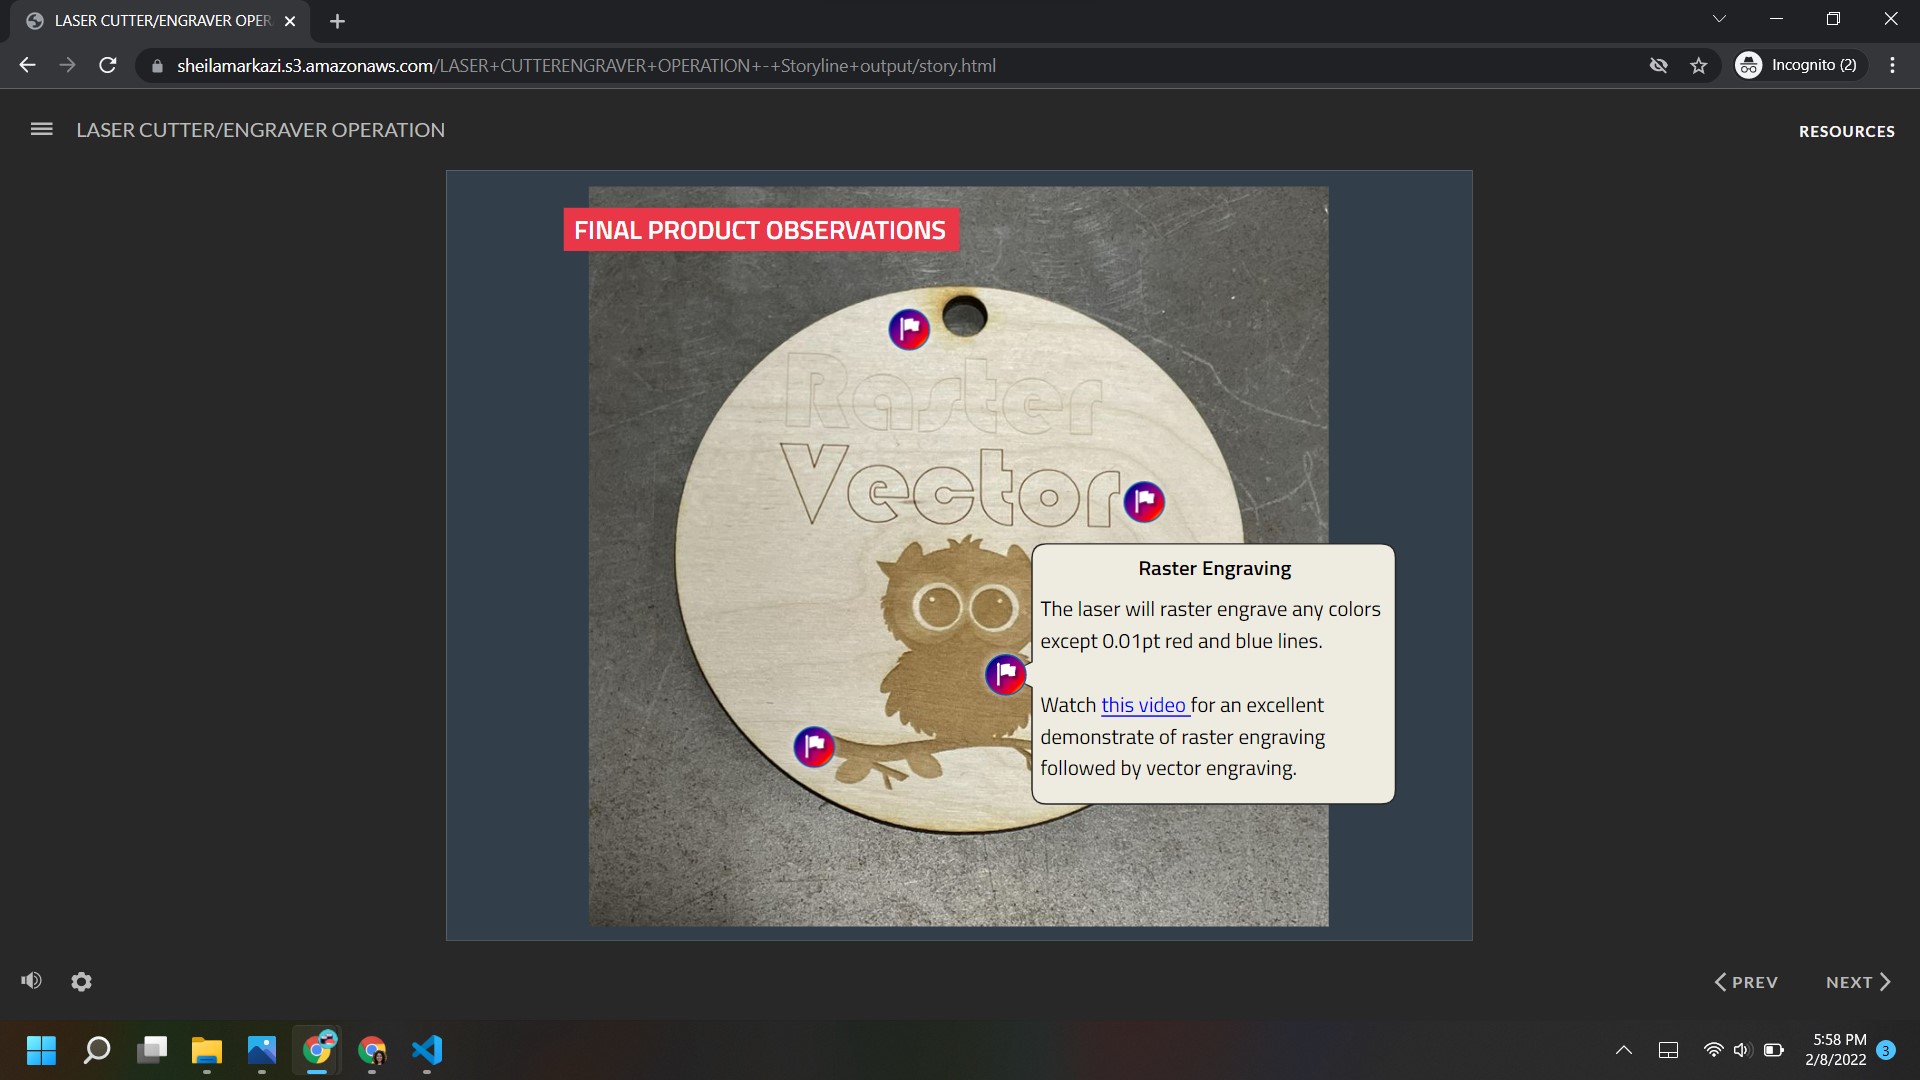 LASER CUTTER/ENGRAVER OPER
sheilamarkazi.s3.amazonaws.com/LASER+CUTTERENGRAVER+OPERATION+-+Storyline+output/story.html
Incognito (2)
LASER CUTTER/ENGRAVER OPERATION
RESOURCES
FINAL PRODUCT OBSERVATIONS
Raster
Vector
Raster Engraving
The laser will raster engrave any colors
except 0.01pt red and blue lines.
Watch this video for an excellent
demonstrate of raster engraving
followed by vector engraving.
PREV
NEXT
5:58 PM
2/8/2022
3